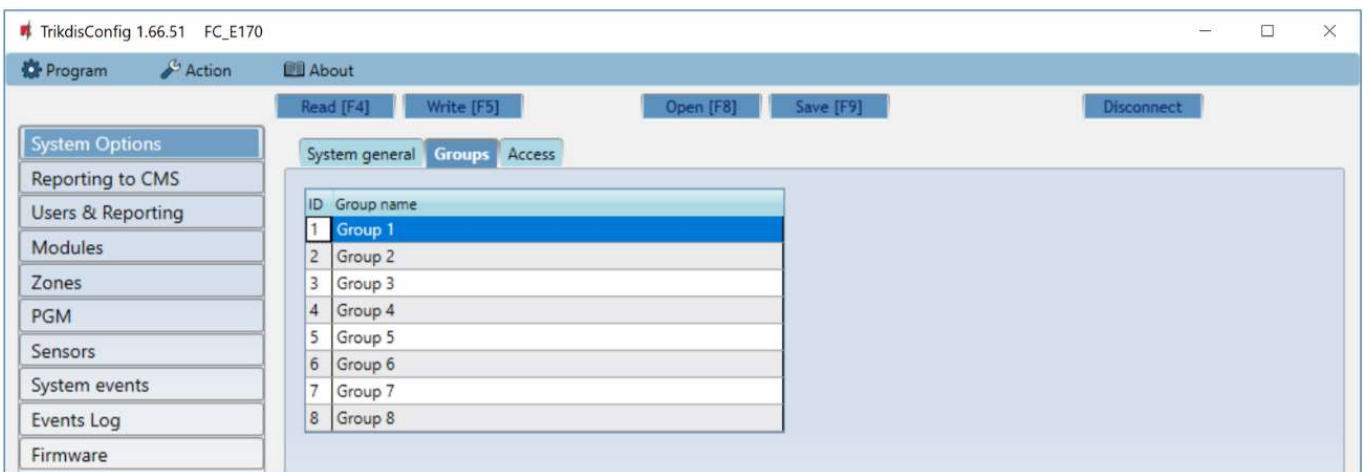 TrikdisConfig 1.66.51 FC_E170
Program Action About
Read [F4] Write [F5] Open [F8] Save [F9] Disconnect
System Options
Reporting to CMS
Users & Reporting
Modules
Zones
PGM
Sensors
System events
Events Log
Firmware
System general Groups Access
ID Group name
1 Group 1
2 Group 2
3 Group 3
4 Group 4
5 Group 5
6 Group 6
7 Group 7
8 Group 8